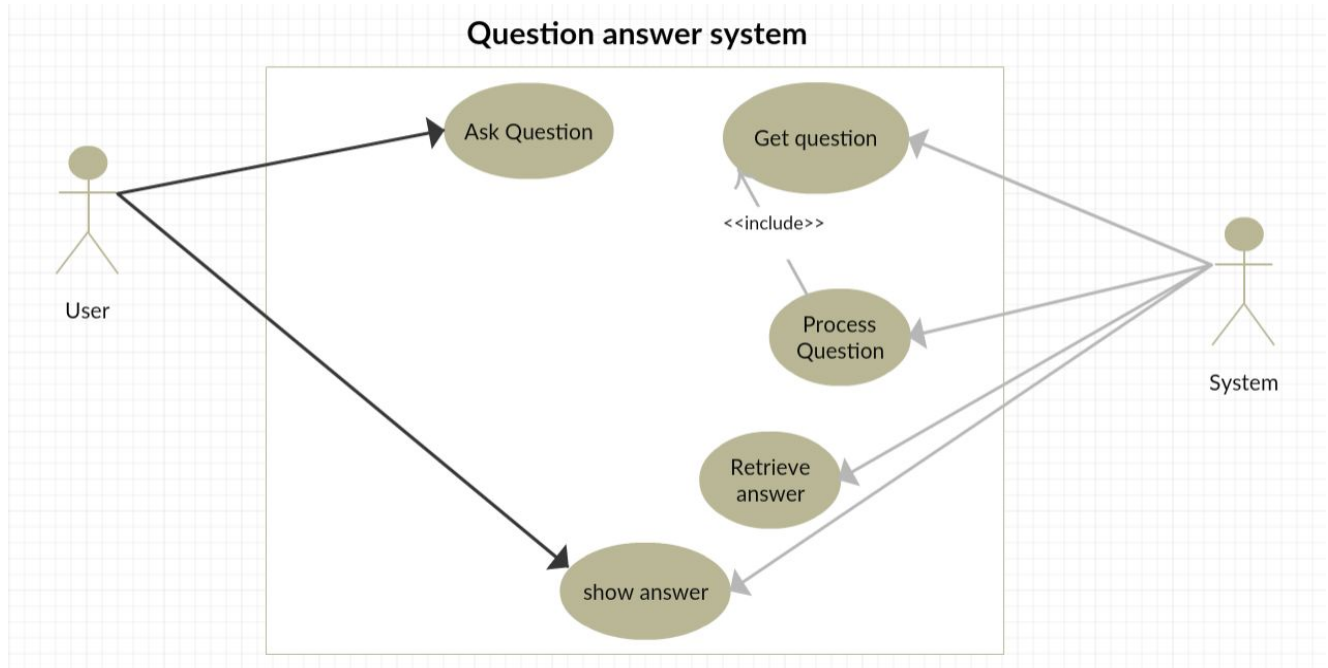 Question answer system
Ask Question
Get question
<<include>>
User
Process
Question
System
Retrieve
answer
show answer